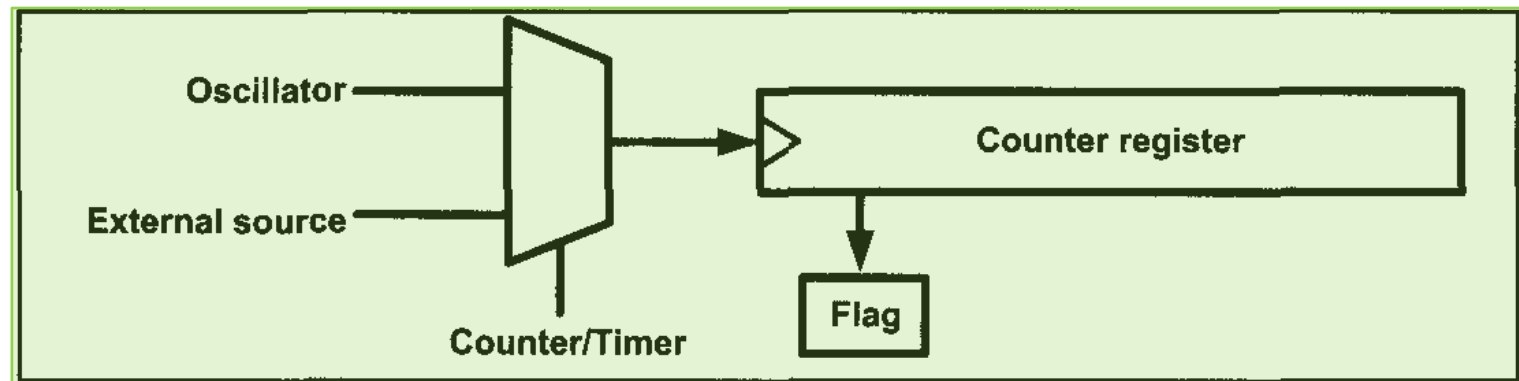 Oscillator
Counter register
External source
Flag
Counter/Timer